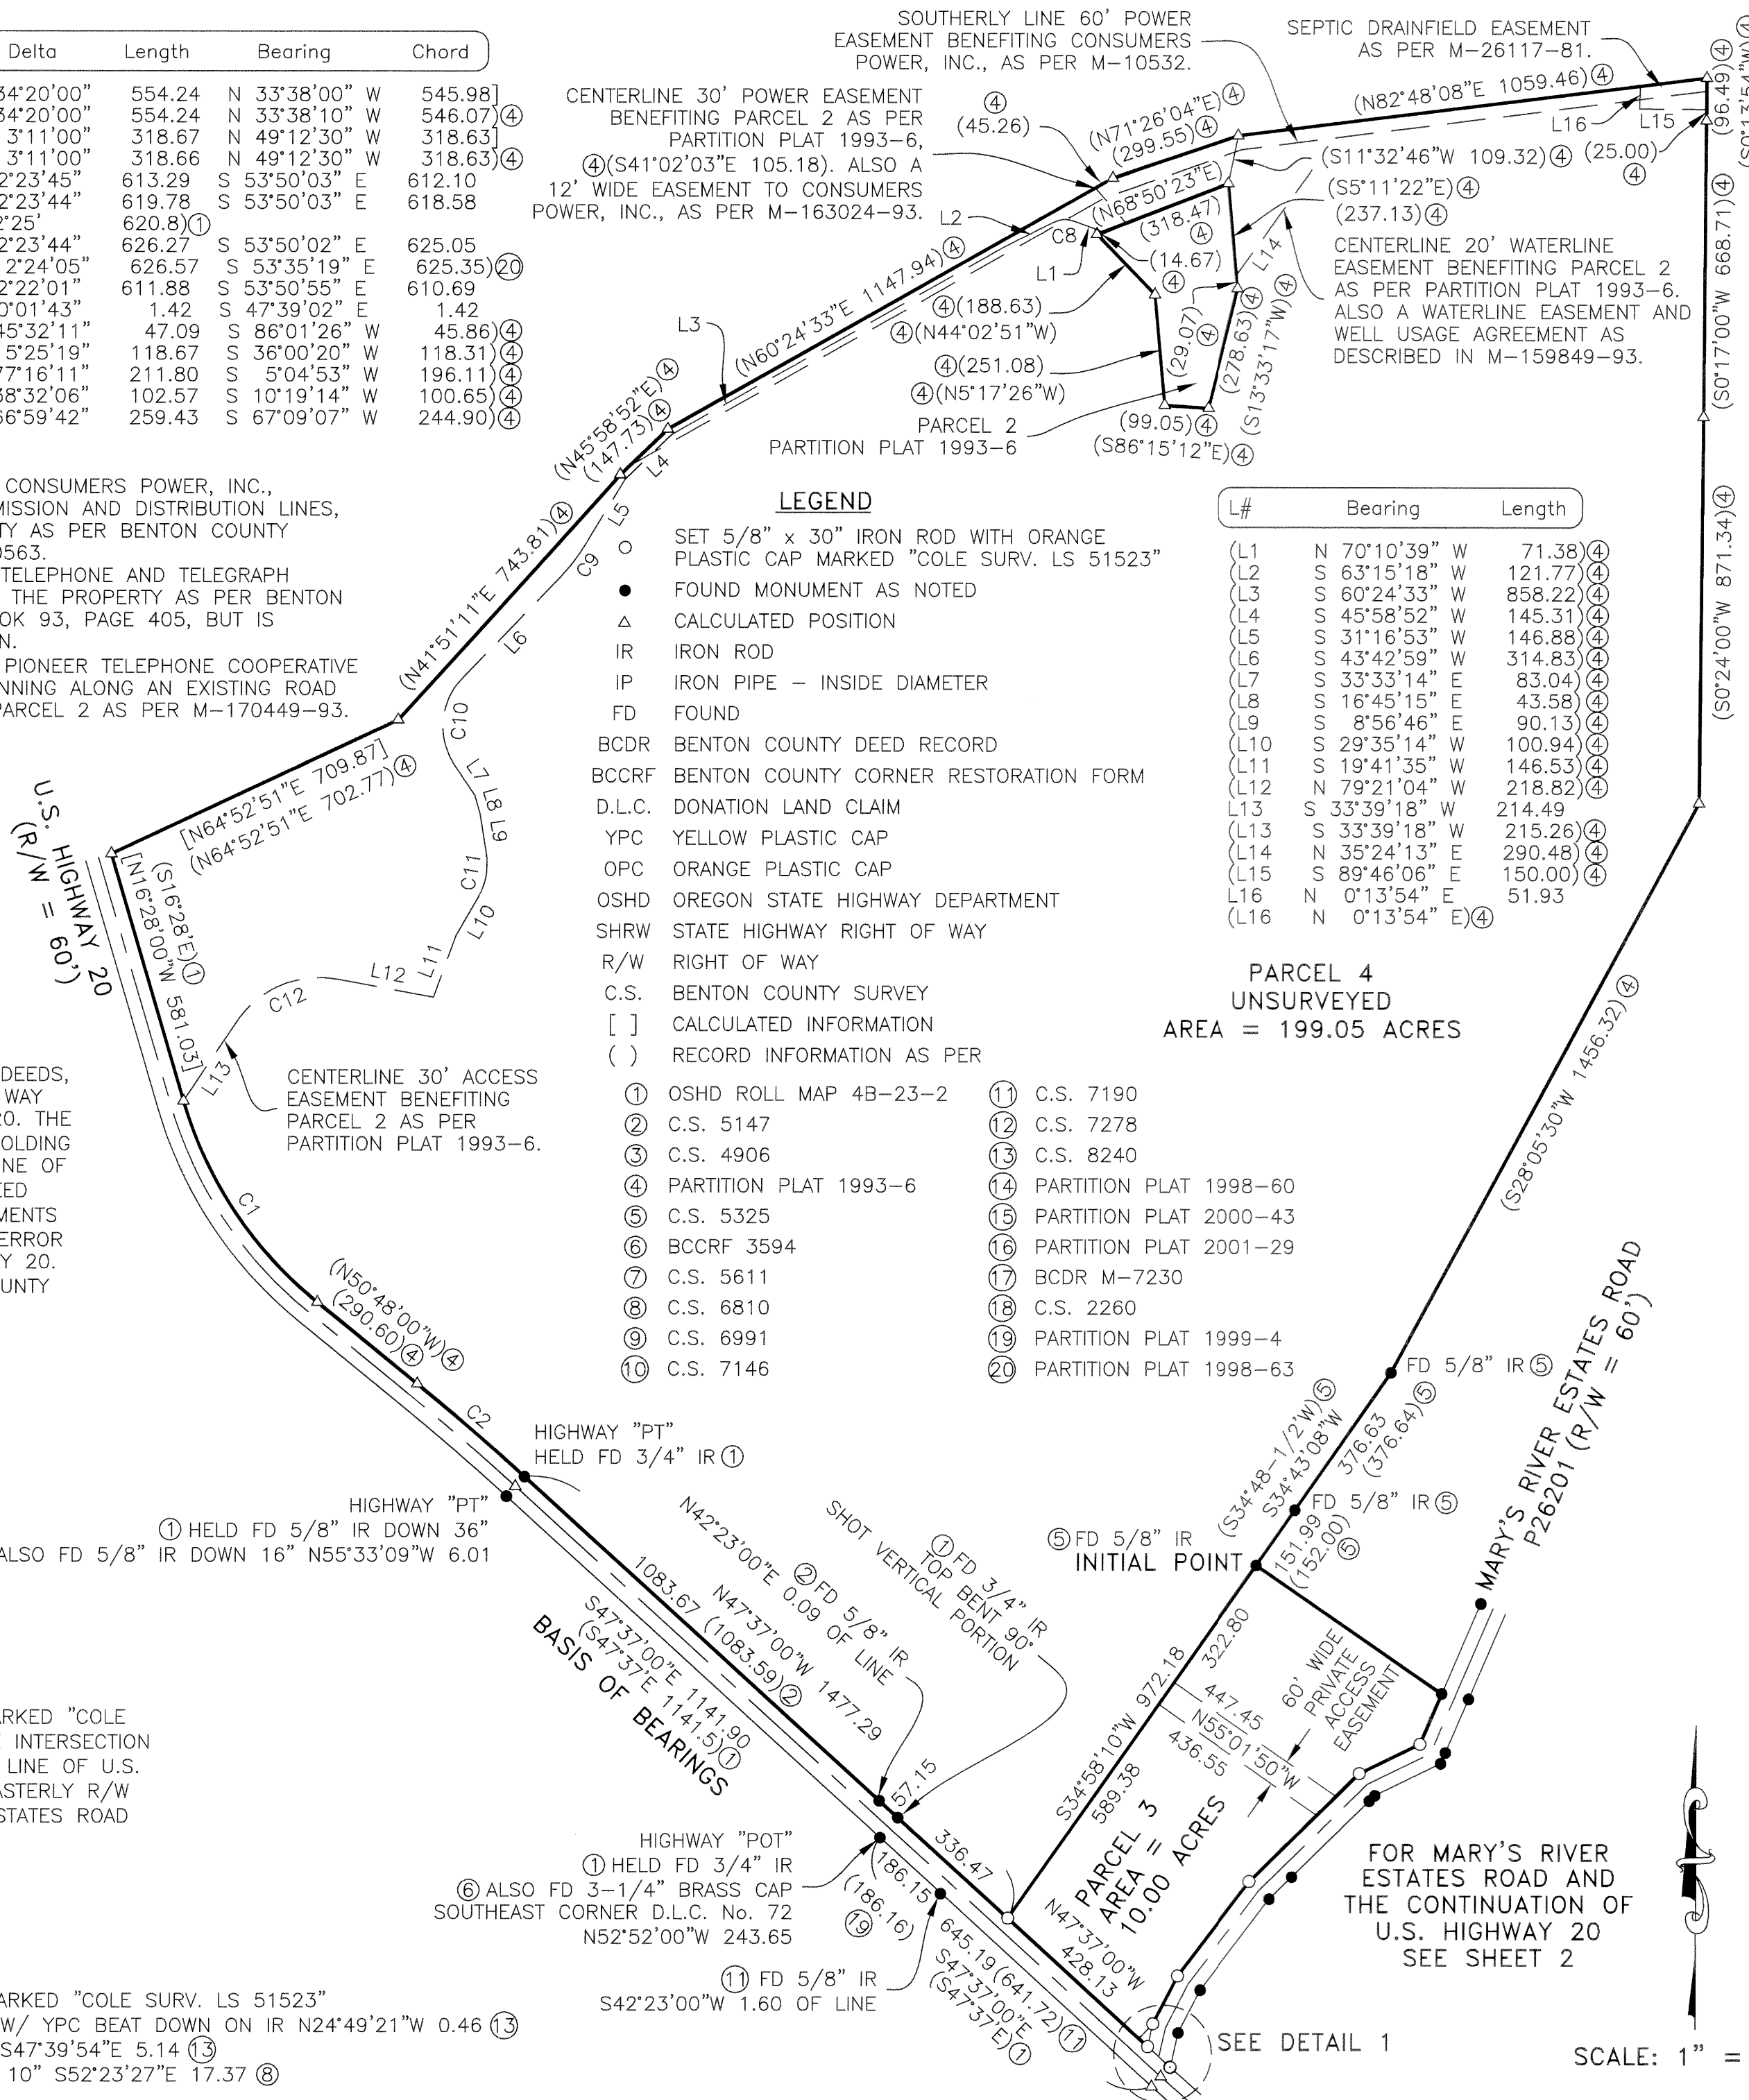 Delta Length Bearing Chord
34°20'00" 554.24 N 33°38'00" W 545.98]
34°20'00" 554.24 N 33°38'10" W 546.07)④
3°11'00" 318.67 N 49°12'30" W 318.63]
3°11'00" 318.66 N 49°12'30" W 318.63)④
2°23'45" 613.29 S 53°50'03" E 612.10
2°23'44" 619.78 S 53°50'03" E 618.58
2°25' 620.8)①
2°23'44" 626.27 S 53°50'02" E 625.05
2°24'05" 626.57 S 53°35'19" E 625.35)⑳
2°22'01" 611.88 S 53°50'55" E 610.69
0°01'43" 1.42 S 47°39'02" E 1.42
45°32'11" 47.09 S 86°01'26" W 45.86)④
5°25'19" 118.67 S 36°00'20" W 118.31)④
77°16'11" 211.80 S 5°04'53" W 196.11)④
38°32'06" 102.57 S 10°19'14" W 100.65)④
66°59'42" 259.43 S 67°09'07" W 244.90)④
SOUTHERLY LINE 60' POWER
EASEMENT BENEFITING CONSUMERS
POWER, INC., AS PER M-10532.
SEPTIC DRAINFIELD EASEMENT
AS PER M-26117-81.
CENTERLINE 30' POWER EASEMENT
BENEFITING PARCEL 2 AS PER
PARTITION PLAT 1993-6,
④(S41°02'03"E 105.18). ALSO A
12' WIDE EASEMENT TO CONSUMERS
POWER, INC., AS PER M-163024-93.
④
(45.26)
(N71°26'04"E)④
(299.55)④
(N82°48'08"E 1059.46)④
L16
L15
(96.49)④
(S0°13'54"W)④
(S11°32'46"W 109.32)④
(25.00)
④
(S5°11'22"E)④
(237.13)④
(N68°50'23"E)
(318.47)
④
L2
C8
L1
(14.67)
④
L14
CENTERLINE 20' WATERLINE
EASEMENT BENEFITING PARCEL 2
AS PER PARTITION PLAT 1993-6.
ALSO A WATERLINE EASEMENT AND
WELL USAGE AGREEMENT AS
DESCRIBED IN M-159849-93.
(S0°17'00"W 668.71)④
(N60°24'33"E 1147.94)④
④(188.63)
④(N44°02'51"W)
④(251.08)
④(N5°17'26"W)
(29.07)
④
(278.63)④
(S13°33'17"W)④
PARCEL 2
PARTITION PLAT 1993-6
(99.05)④
(S86°15'12"E)④
L3
(N45°58'52"E)④
(147.73)④
L4
L5
C9
L6
(N41°51'11"E 743.81)④
C10
L7
L8
L9
C11
L10
L11
L12
C12
L13
CONSUMERS POWER, INC.,
MISSION AND DISTRIBUTION LINES,
TY AS PER BENTON COUNTY
0563.
TELEPHONE AND TELEGRAPH
THE PROPERTY AS PER BENTON
OK 93, PAGE 405, BUT IS
N.
PIONEER TELEPHONE COOPERATIVE
NNING ALONG AN EXISTING ROAD
PARCEL 2 AS PER M-170449-93.
LEGEND
SET 5/8" x 30" IRON ROD WITH ORANGE
PLASTIC CAP MARKED "COLE SURV. LS 51523"
FOUND MONUMENT AS NOTED
CALCULATED POSITION
IR IRON ROD
IP IRON PIPE – INSIDE DIAMETER
FD FOUND
BCDR BENTON COUNTY DEED RECORD
BCCRF BENTON COUNTY CORNER RESTORATION FORM
D.L.C. DONATION LAND CLAIM
YPC YELLOW PLASTIC CAP
OPC ORANGE PLASTIC CAP
OSHD OREGON STATE HIGHWAY DEPARTMENT
SHRW STATE HIGHWAY RIGHT OF WAY
R/W RIGHT OF WAY
C.S. BENTON COUNTY SURVEY
[ ] CALCULATED INFORMATION
( ) RECORD INFORMATION AS PER
① OSHD ROLL MAP 4B-23-2
② C.S. 5147
③ C.S. 4906
④ PARTITION PLAT 1993-6
⑤ C.S. 5325
⑥ BCCRF 3594
⑦ C.S. 5611
⑧ C.S. 6810
⑨ C.S. 6991
⑩ C.S. 7146
⑪ C.S. 7190
⑫ C.S. 7278
⑬ C.S. 8240
⑭ PARTITION PLAT 1998-60
⑮ PARTITION PLAT 2000-43
⑯ PARTITION PLAT 2001-29
⑰ BCDR M-7230
⑱ C.S. 2260
⑲ PARTITION PLAT 1999-4
⑳ PARTITION PLAT 1998-63
L# Bearing Length
(L1 N 70°10'39" W 71.38)④
(L2 S 63°15'18" W 121.77)④
(L3 S 60°24'33" W 858.22)④
(L4 S 45°58'52" W 145.31)④
(L5 S 31°16'53" W 146.88)④
(L6 S 43°42'59" W 314.83)④
(L7 S 33°33'14" E 83.04)④
(L8 S 16°45'15" E 43.58)④
(L9 S 8°56'46" E 90.13)④
(L10 S 29°35'14" W 100.94)④
(L11 S 19°41'35" W 146.53)④
(L12 N 79°21'04" W 218.82)④
L13 S 33°39'18" W 214.49
(L13 S 33°39'18" W 215.26)④
(L14 N 35°24'13" E 290.48)④
(L15 S 89°46'06" E 150.00)④
L16 N 0°13'54" E 51.93
(L16 N 0°13'54" E)④
(S0°24'00"W 871.34)④
PARCEL 4
UNSURVEYED
AREA = 199.05 ACRES
(S28°05'30"W 1456.32)④
U.S. HIGHWAY 20
(R/W = 60')
[N64°52'51"E 709.87]
(N64°52'51"E 702.77)④
(S16°28'E)①
[N16°28'00"W 581.03]
CENTERLINE 30' ACCESS
EASEMENT BENEFITING
PARCEL 2 AS PER
PARTITION PLAT 1993-6.
DEEDS,
WAY
20. THE
OLDING
NE OF
EED
MENTS
ERROR
Y 20.
UNTY
C1
(N50°48'00"W)④
(290.60)④
C2
HIGHWAY "PT"
HELD FD 3/4" IR①
HIGHWAY "PT"
① HELD FD 5/8" IR DOWN 36"
ALSO FD 5/8" IR DOWN 16" N55°33'09"W 6.01
1083.67 (1083.59)②
N47°37'00"W 1477.29
S47°37'00"E 1141.90
(S47°37'E 1141.5)①
BASIS OF BEARINGS
②FD 5/8" IR
N42°23'00"E 0.09 OF LINE
①FD 3/4" IR
TOP BENT 90°
SHOT VERTICAL PORTION
57.15
336.47
HIGHWAY "POT"
① HELD FD 3/4" IR
⑥ ALSO FD 3-1/4" BRASS CAP
SOUTHEAST CORNER D.L.C. No. 72
N52°52'00"W 243.65
186.15
(186.16)
⑲
⑪ FD 5/8" IR
S42°23'00"W 1.60 OF LINE
645.19 (641.72)⑪
S47°37'00"E
(S47°37'E)①
FD 5/8" IR⑤
(S34°48-1/2'W)⑤
S34°43'08"W
376.63
(376.64)⑤
FD 5/8" IR⑤
151.99
(152.00)
⑤
⑤FD 5/8" IR
INITIAL POINT
MARY'S RIVER ESTATES ROAD
P26201 (R/W = 60')
S34°58'10"W 972.18
322.80
589.38
447.45
N55°01'50"W
436.55
60' WIDE
PRIVATE
ACCESS
EASEMENT
PARCEL 3
AREA =
10.00 ACRES
N47°37'00"W
428.13
FOR MARY'S RIVER
ESTATES ROAD AND
THE CONTINUATION OF
U.S. HIGHWAY 20
SEE SHEET 2
SEE DETAIL 1
SCALE: 1" =
ARKED "COLE
E INTERSECTION
LINE OF U.S.
ASTERLY R/W
STATES ROAD
ARKED "COLE SURV. LS 51523"
W/ YPC BEAT DOWN ON IR N24°49'21"W 0.46 ⑬
S47°39'54"E 5.14 ⑬
10" S52°23'27"E 17.37 ⑧